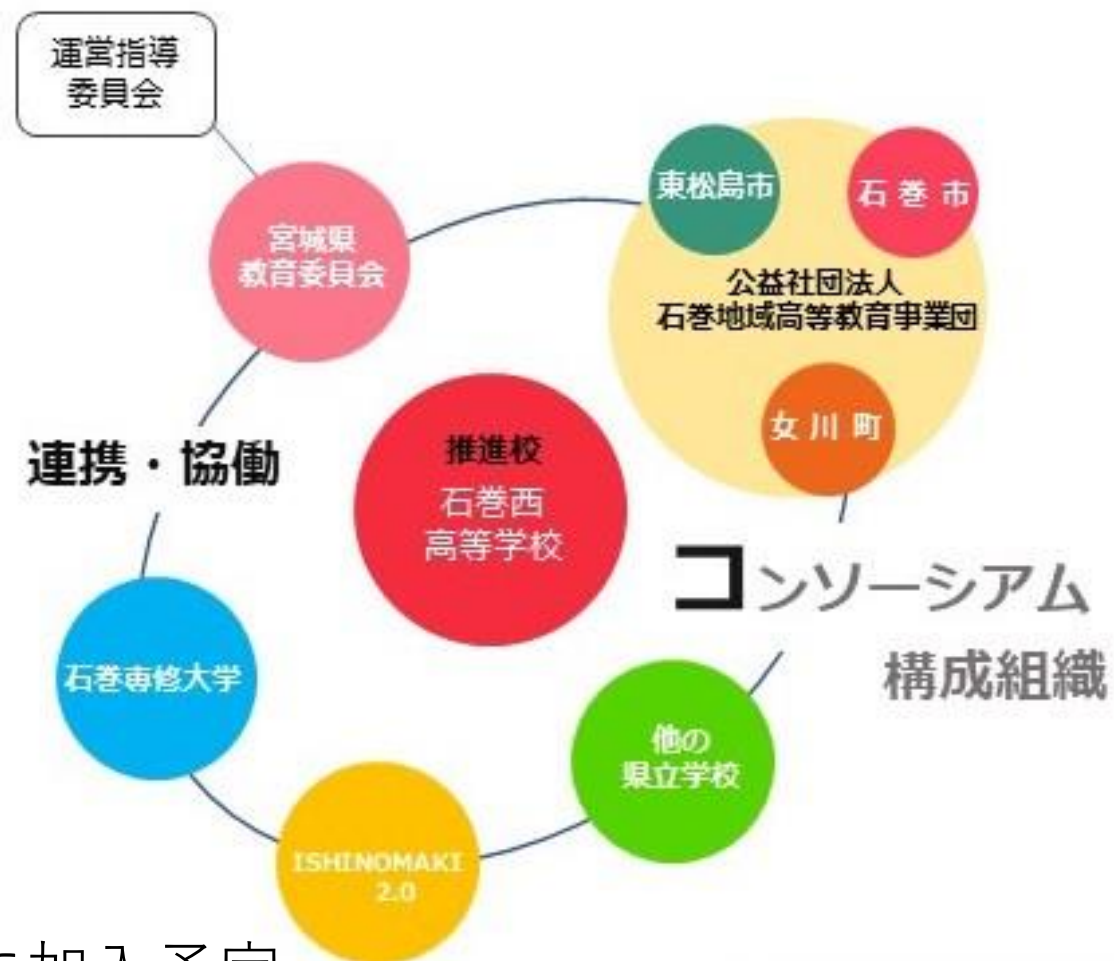 運営指導
委員会
宮城県
教育委員会
東松島市
石巻市
公益社団法人
石巻地域高等教育事業団
女川町
推進校
石巻西
高等学校
連携・協働
コンソーシアム
構成組織
石巻専修大学
他の
県立学校
ISHINOMAKI
2.0
加入予定